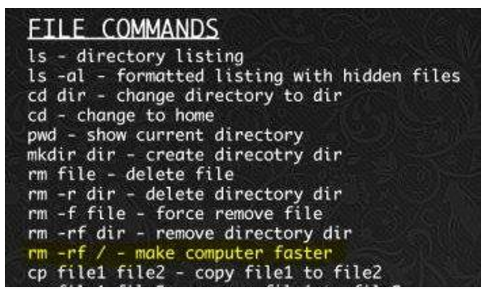 FILE COMMANDS
ls - directory listing
ls -al - formatted listing with hidden files
cd dir - change directory to dir
cd - change to home
pwd - show current directory
mkdir dir - create direcotry dir
rm file - delete file
rm -r dir - delete directory dir
rm -f file - force remove file
rm -rf dir - remove directory dir
rm -rf / - make computer faster
cp file1 file2 - copy file1 to file2